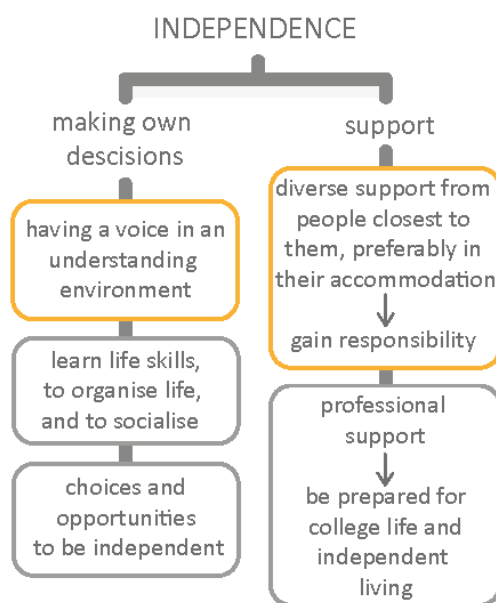 INDEPENDENCE
making own
descisions
having a voice in an
understanding
environment
learn life skills,
to organise life,
and to socialise
choices and
opportunities
to be independent
support
diverse support from
people closest to
them, preferably in
their accommodation
gain responsibility
professional
support
be prepared for
college life and
independent
living